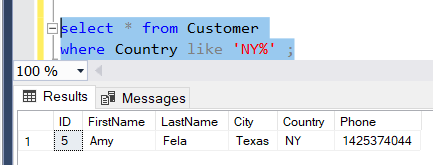 select * from Customer
where Country like 'NY%' ;
100 %
Results Messages
ID FirstName LastName City Country Phone
1 5 Amy Fela Texas NY 1425374044